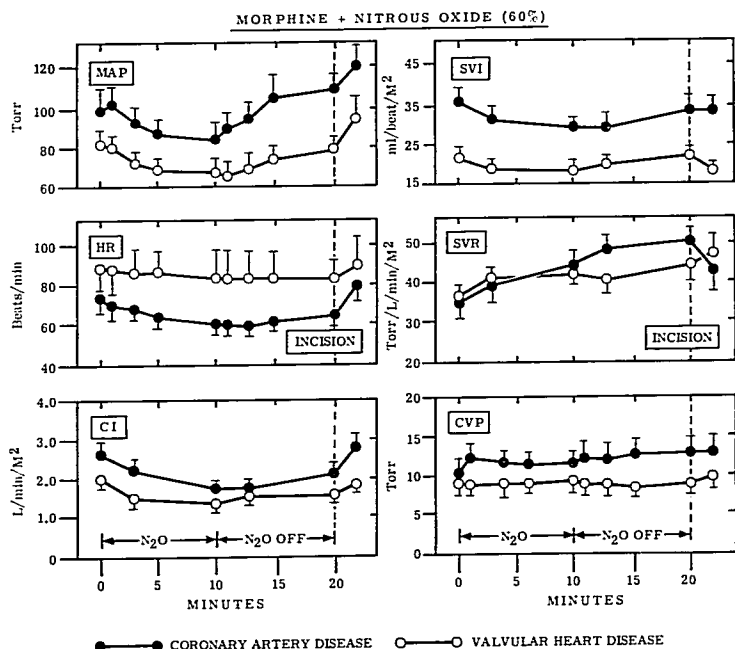 MORPHINE + NITROUS OXIDE (60%)
MAP
Torr
120
100
80
60
SVI
ml/beat/M²
45
35
25
15
HR
Beats/min
100
80
60
40
INCISION
SVR
Torr/L/min/M²
50
40
30
20
INCISION
CI
L/min/M²
4.0
3.0
2.0
1.0
0
N₂O
N₂O OFF
0 5 10 15 20
MINUTES
CVP
Torr
20
15
10
5
0
N₂O
N₂O OFF
0 5 10 15 20
MINUTES
CORONARY ARTERY DISEASE
VALVULAR HEART DISEASE